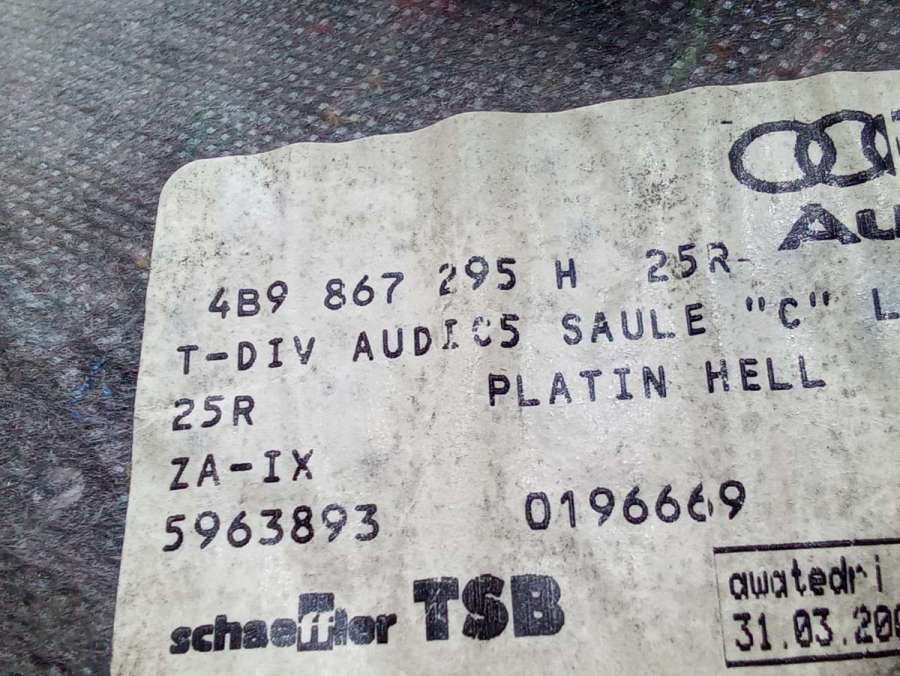 4B9 867 295 H 25R-
T-DIV AUDIC5 SAULE "C" L
25R PLATIN HELL
ZA-IX
5963893 0196669
schaeffler TSB
awatedri
31.03.200